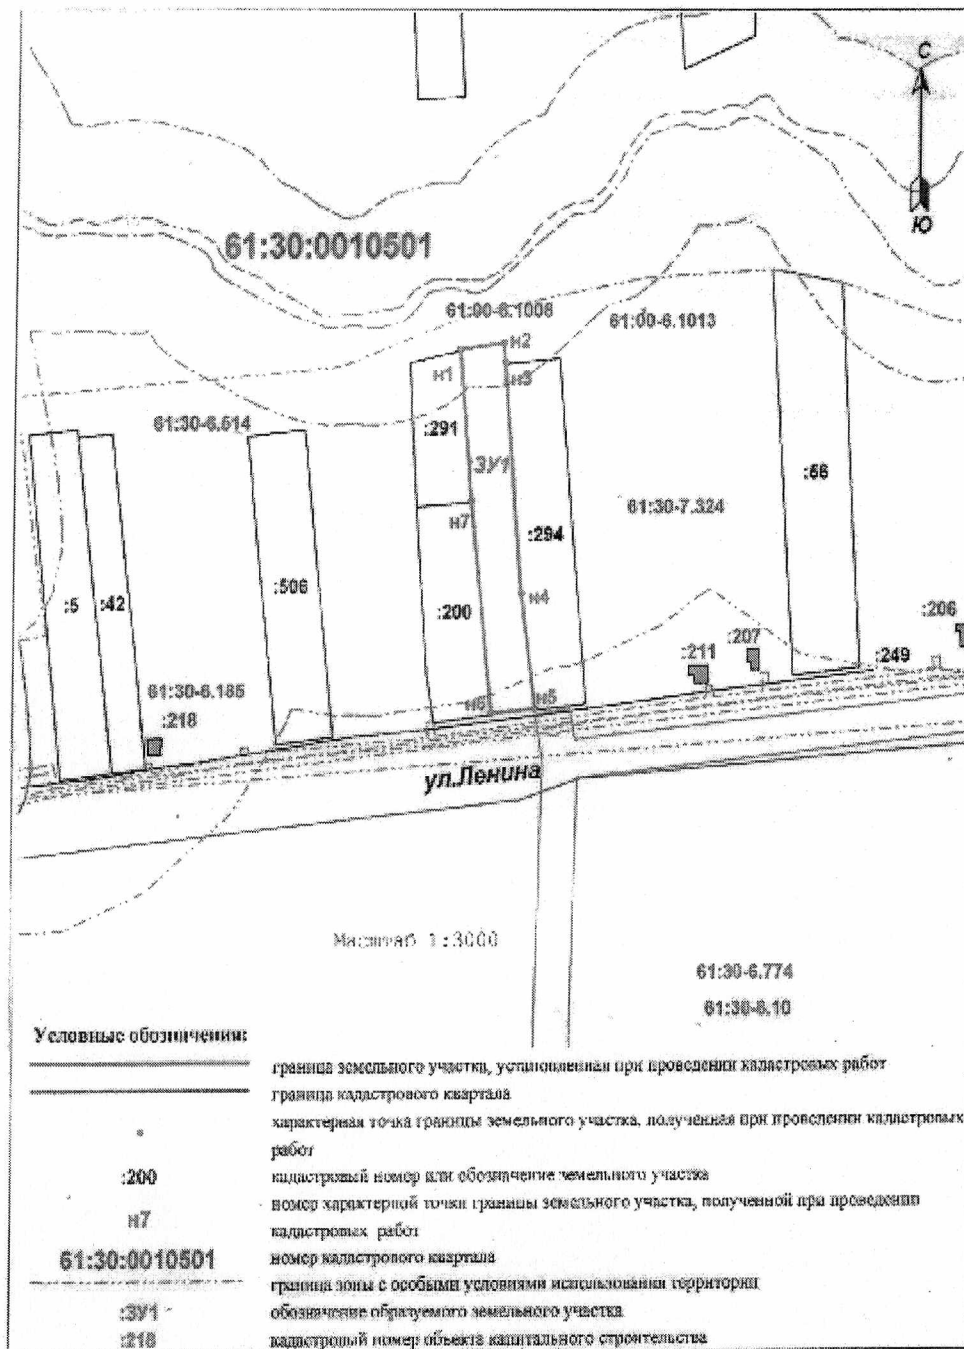 С
Ю
61:30:0010501
61:00-6.1008
61:00-6.1013
н2
н1
н3
61:30-6.514
:291
:ЗУ1
:66
н7
61:30-7.324
:294
:506
н4
:5
:42
:200
:206
:207
:211
:249
61:30-6.185
н6
н5
:218
ул.Ленина
Масштаб 1:3000
61:30-6.774
61:30-6.10
Условные обозначения:
граница земельного участка, установленная при проведении кадастровых работ
граница кадастрового квартала
характерная точка границы земельного участка, полученная при проведении кадастровых
работ
:200 кадастровый номер или обозначение земельного участка
н7 номер характерной точки границы земельного участка, полученной при проведении
кадастровых работ
61:30:0010501 номер кадастрового квартала
граница зоны с особыми условиями использования территории
:ЗУ1 обозначение образуемого земельного участка
:218 кадастровый номер объекта капитального строительства